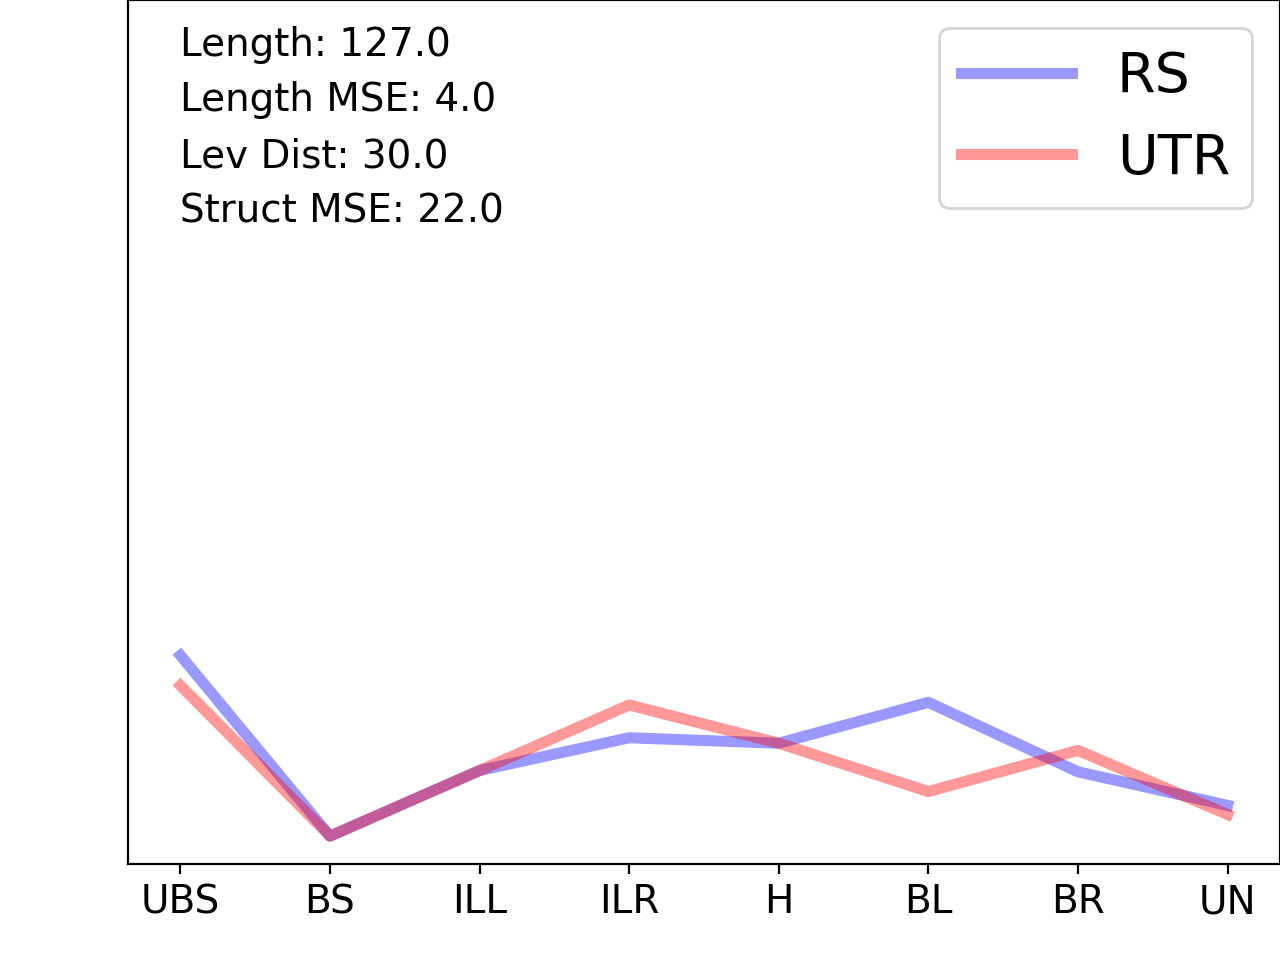 Length: 127.0
Length MSE: 4.0
Lev Dist: 30.0
Struct MSE: 22.0
RS
UTR
UBS BS ILL ILR H BL BR UN